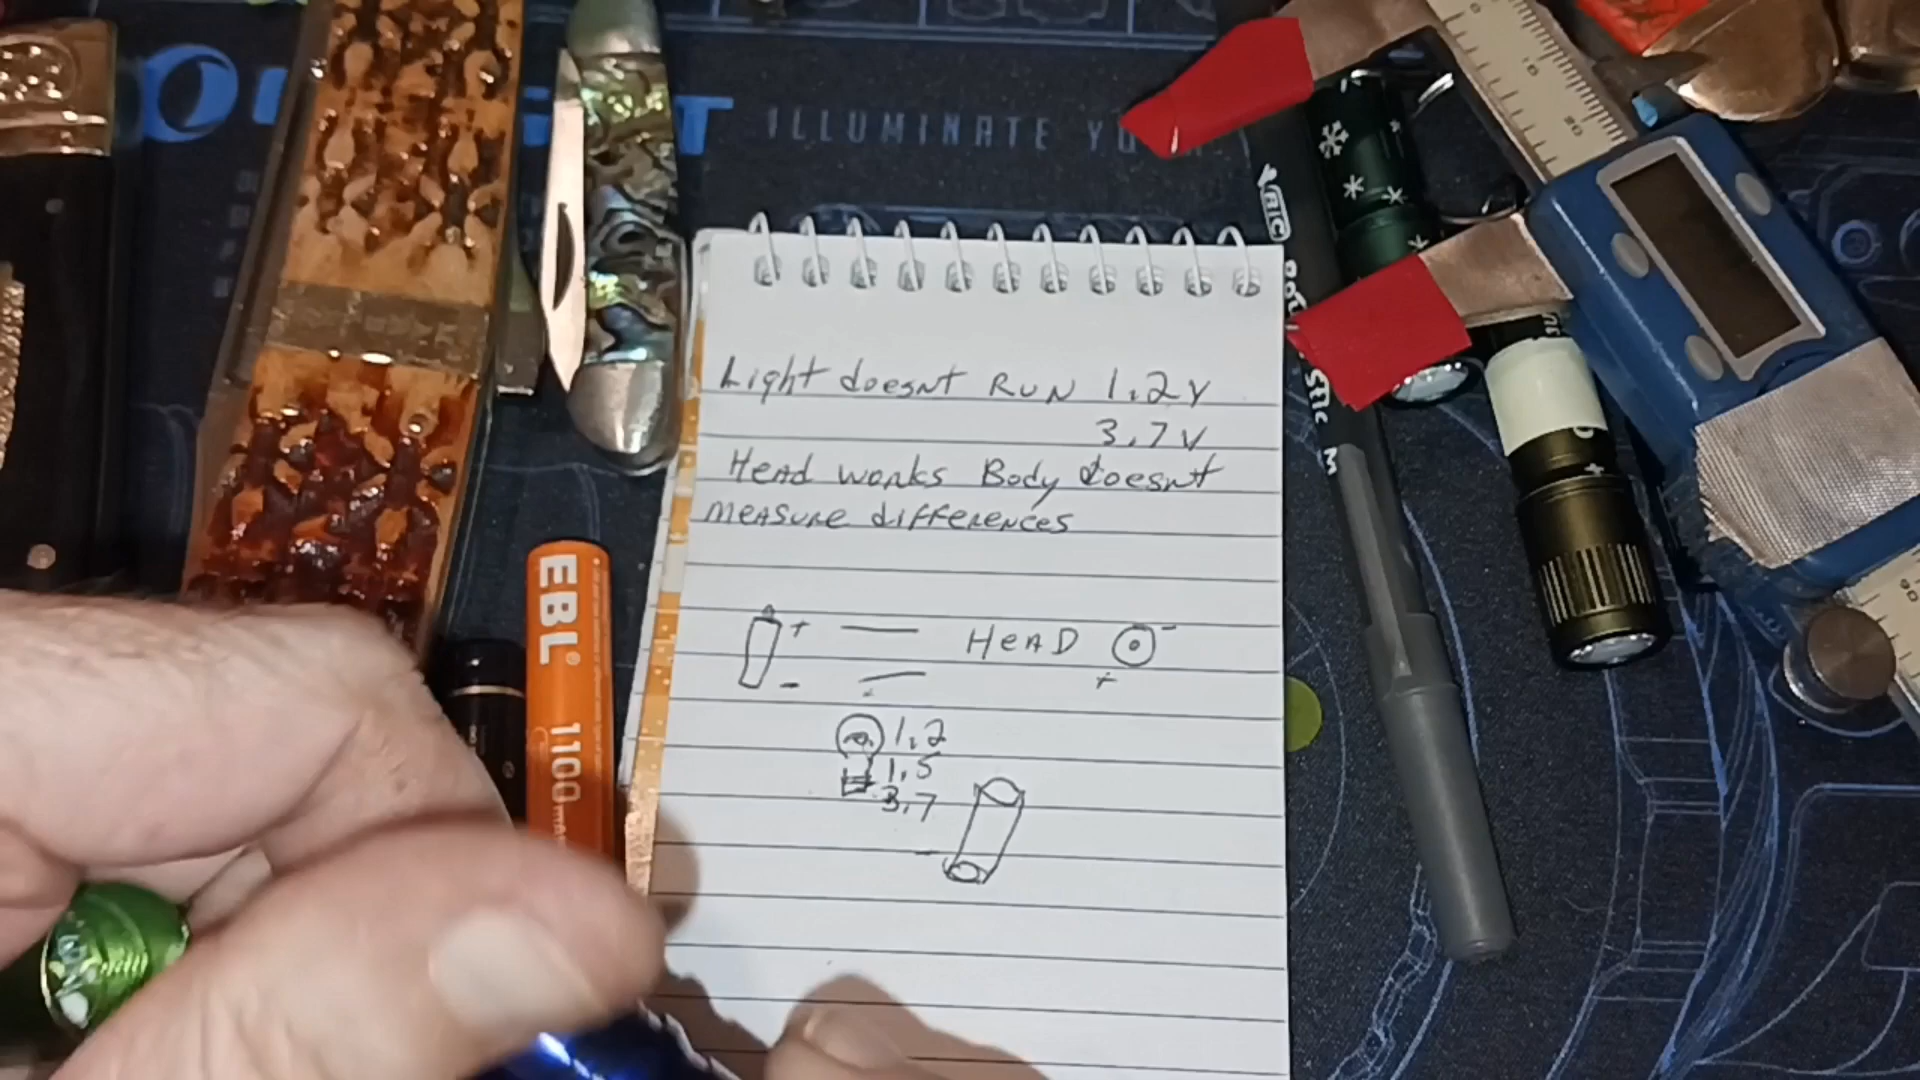 ILLUMINATE YO
BIC
Light doesnt RUN 1.2V
3.7V
Head works Body doesnt
measure differences
+ HEAD -
- +
1.2
1.5
3.7
-
EBL®
1100mA
M